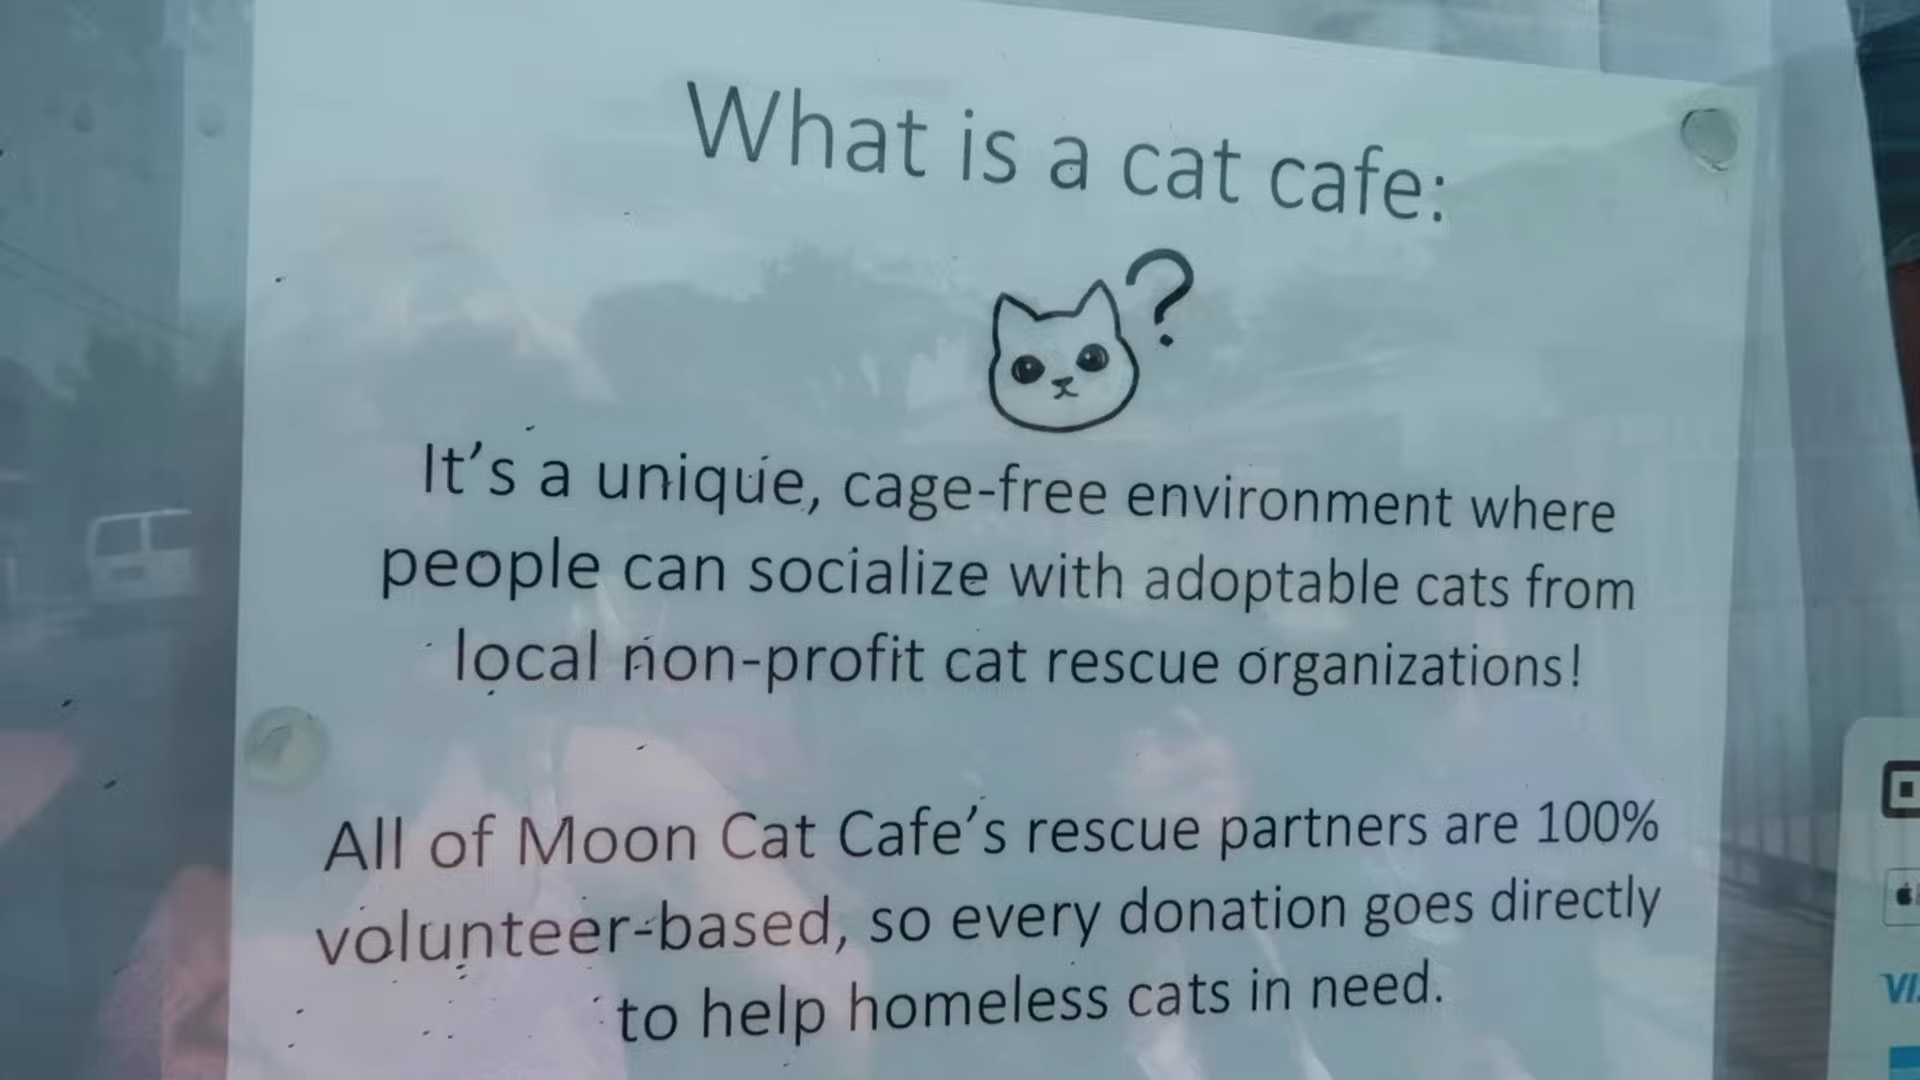 What is a cat cafe:
?
It's a unique, cage-free environment where
people can socialize with adoptable cats from
local non-profit cat rescue organizations!
All of Moon Cat Cafe's rescue partners are 100%
volunteer-based, so every donation goes directly
to help homeless cats in need.